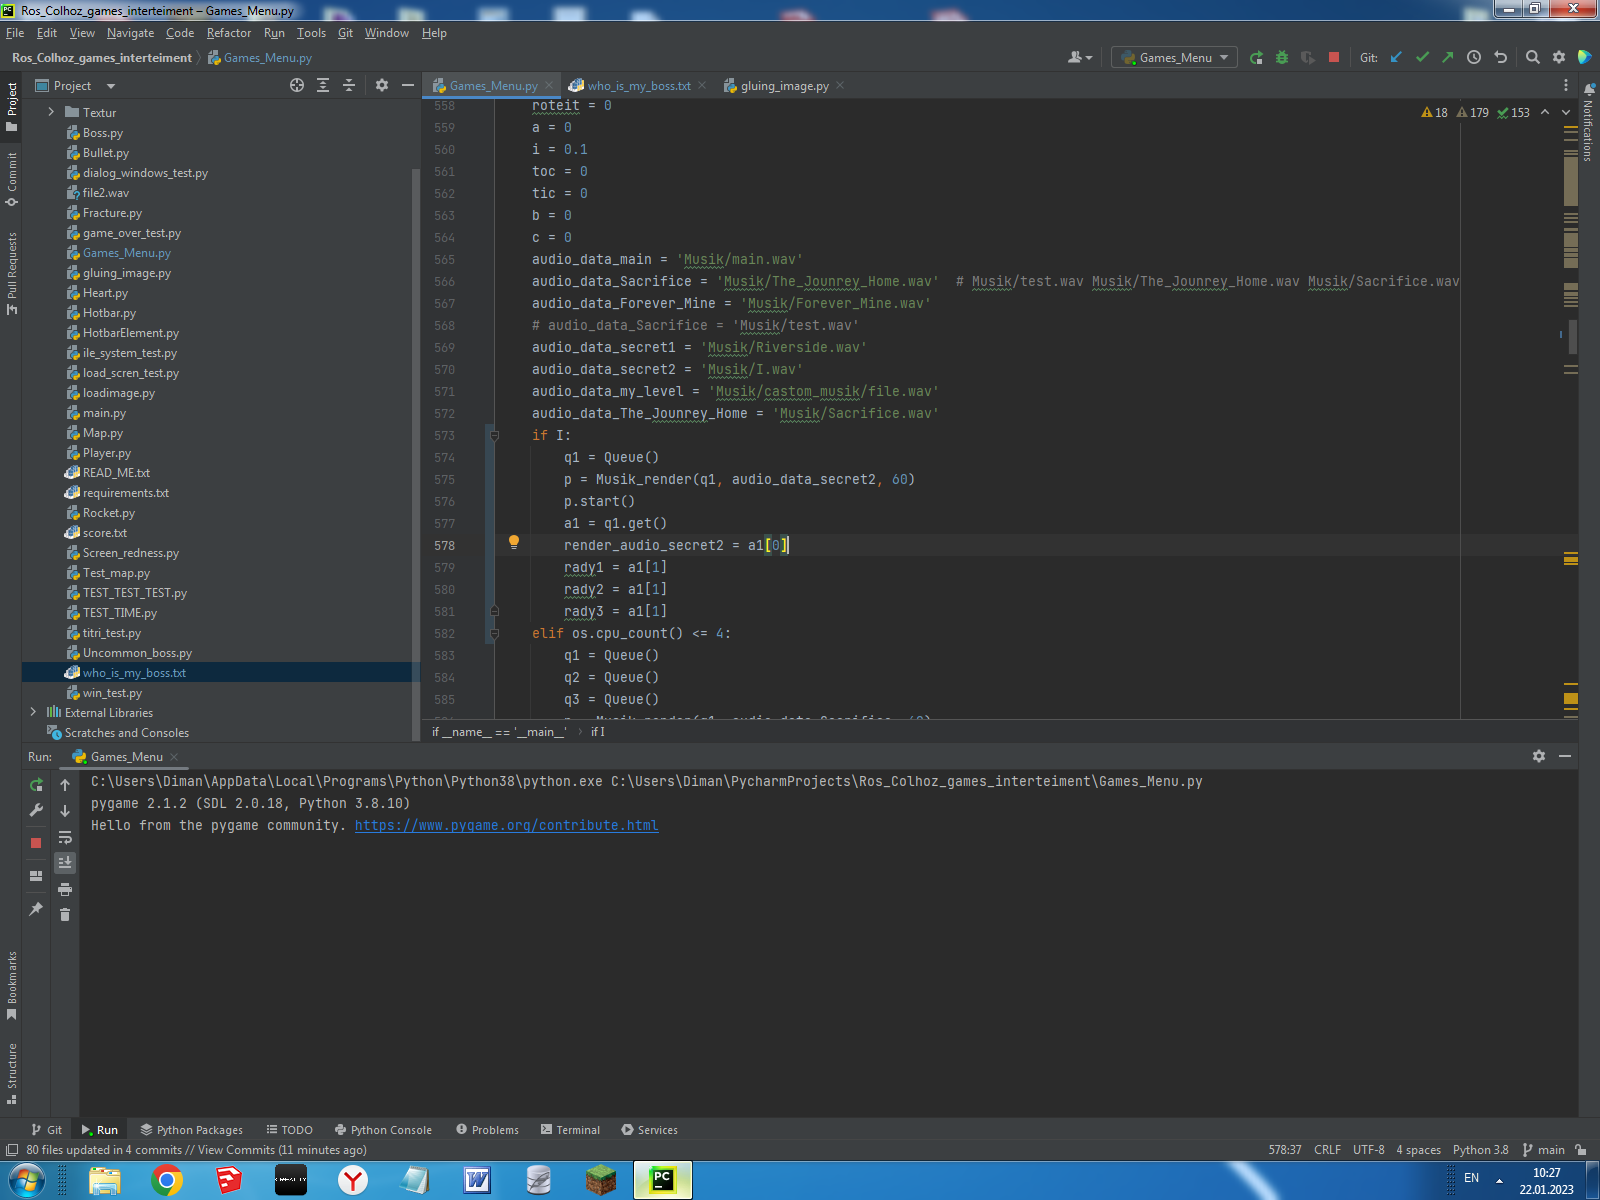 Ros_Colhoz_games_interteiment – Games_Menu.py
File Edit View Navigate Code Refactor Run Tools Git Window Help
Ros_Colhoz_games_interteiment Games_Menu.py
Games_Menu Git:
Project
Games_Menu.py who_is_my_boss.txt gluing_image.py
18 179 153
Project
Commit
Pull Requests
Bookmarks
Structure
Notifications
Textur
Boss.py
Bullet.py
dialog_windows_test.py
file2.wav
Fracture.py
game_over_test.py
Games_Menu.py
gluing_image.py
Heart.py
Hotbar.py
HotbarElement.py
ile_system_test.py
load_scren_test.py
loadimage.py
main.py
Map.py
Player.py
READ_ME.txt
requirements.txt
Rocket.py
score.txt
Screen_redness.py
Test_map.py
TEST_TEST_TEST.py
TEST_TIME.py
titri_test.py
Uncommon_boss.py
who_is_my_boss.txt
win_test.py
External Libraries
Scratches and Consoles
558 roteit = 0
559 a = 0
560 i = 0.1
561 toc = 0
562 tic = 0
563 b = 0
564 c = 0
565 audio_data_main = 'Musik/main.wav'
566 audio_data_Sacrifice = 'Musik/The_Jounrey_Home.wav' # Musik/test.wav Musik/The_Jounrey_Home.wav Musik/Sacrifice.wav
567 audio_data_Forever_Mine = 'Musik/Forever_Mine.wav'
568 # audio_data_Sacrifice = 'Musik/test.wav'
569 audio_data_secret1 = 'Musik/Riverside.wav'
570 audio_data_secret2 = 'Musik/I.wav'
571 audio_data_my_level = 'Musik/castom_musik/file.wav'
572 audio_data_The_Jounrey_Home = 'Musik/Sacrifice.wav'
573 if I:
574 q1 = Queue()
575 p = Musik_render(q1, audio_data_secret2, 60)
576 p.start()
577 a1 = q1.get()
578 render_audio_secret2 = a1[0]
579 rady1 = a1[1]
580 rady2 = a1[1]
581 rady3 = a1[1]
582 elif os.cpu_count() <= 4:
583 q1 = Queue()
584 q2 = Queue()
585 q3 = Queue()
if __name__ == '__main__' › if I
Run: Games_Menu
C:\Users\Diman\AppData\Local\Programs\Python\Python38\python.exe C:\Users\Diman\PycharmProjects\Ros_Colhoz_games_interteiment\Games_Menu.py
pygame 2.1.2 (SDL 2.0.18, Python 3.8.10)
Hello from the pygame community. https://www.pygame.org/contribute.html
Git Run Python Packages TODO Python Console Problems Terminal Services
80 files updated in 4 commits // View Commits (11 minutes ago) 578:37 CRLF UTF-8 4 spaces Python 3.8 main
EN 10:27
22.01.2023